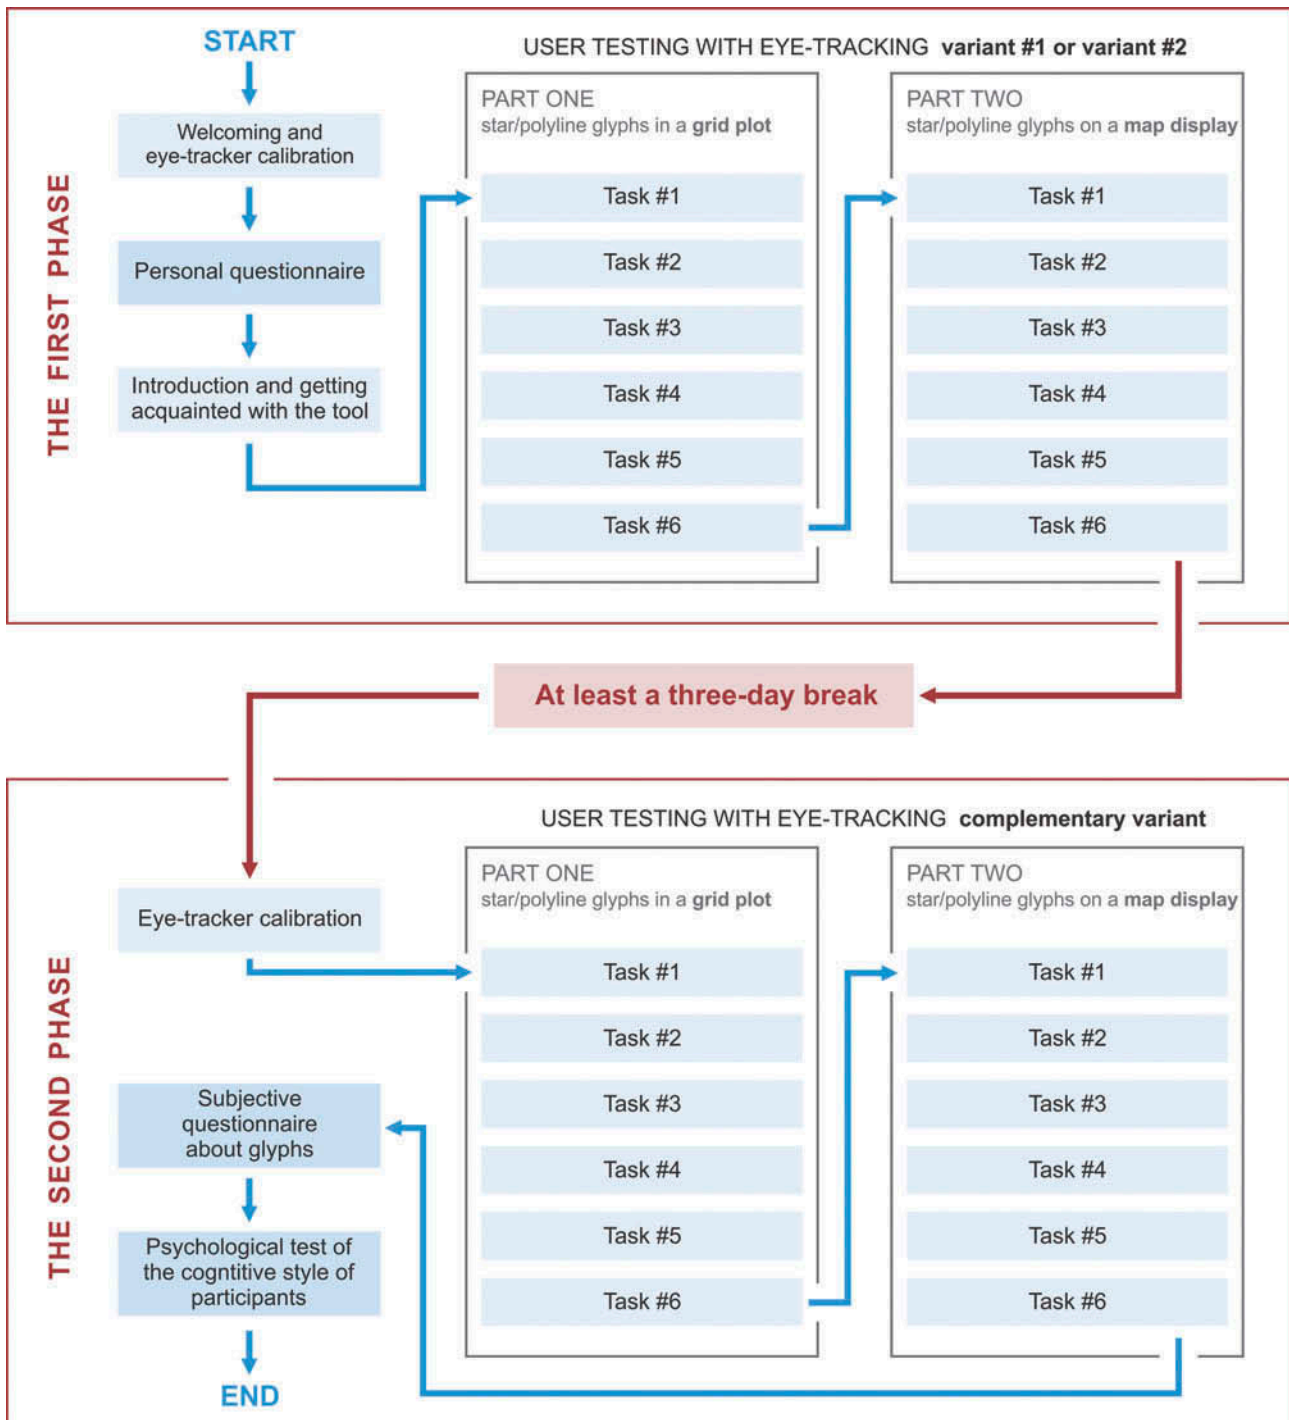 THE FIRST PHASE
START
Welcoming and
eye-tracker calibration
Personal questionnaire
Introduction and getting
acquainted with the tool
USER TESTING WITH EYE-TRACKING variant #1 or variant #2
PART ONE
star/polyline glyphs in a grid plot
Task #1
Task #2
Task #3
Task #4
Task #5
Task #6
PART TWO
star/polyline glyphs on a map display
Task #1
Task #2
Task #3
Task #4
Task #5
Task #6
At least a three-day break
THE SECOND PHASE
USER TESTING WITH EYE-TRACKING complementary variant
Eye-tracker calibration
PART ONE
star/polyline glyphs in a grid plot
Task #1
Task #2
Task #3
Task #4
Task #5
Task #6
PART TWO
star/polyline glyphs on a map display
Task #1
Task #2
Task #3
Task #4
Task #5
Task #6
Subjective
questionnaire
about glyphs
Psychological test of
the cogntitive style of
participants
END